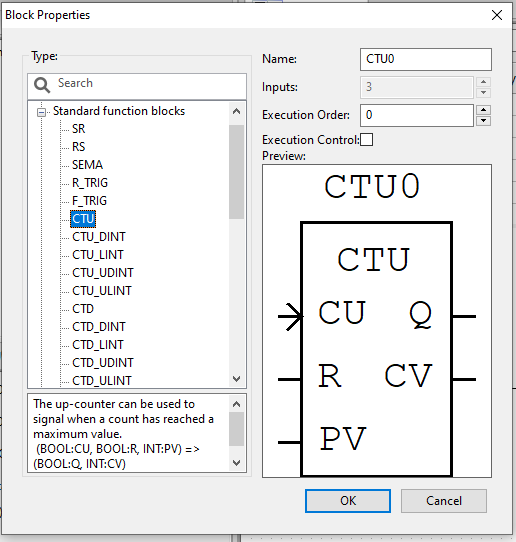 Block Properties
Type:
Search
Standard function blocks
SR
RS
SEMA
R_TRIG
F_TRIG
CTU
CTU_DINT
CTU_LINT
CTU_UDINT
CTU_ULINT
CTD
CTD_DINT
CTD_LINT
CTD_UDINT
CTD_ULINT
The up-counter can be used to
signal when a count has reached a
maximum value.
(BOOL:CU, BOOL:R, INT:PV) =>
(BOOL:Q, INT:CV)
Name: CTU0
Inputs: 3
Execution Order: 0
Execution Control:
Preview:
CTU0
CTU
CU Q
R CV
PV
OK Cancel